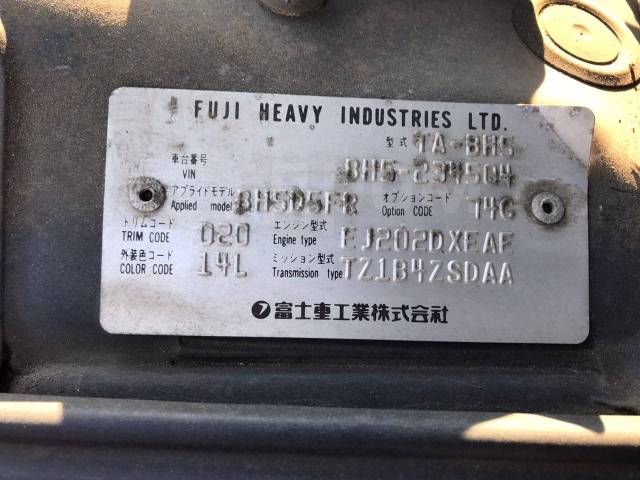 FUJI HEAVY INDUSTRIES LTD.
型式 TA-BH5
車台番号 VIN BH5-234504
アプライドモデル Applied model BH5D5FR オプションコード Option CODE 74C
トリムコード TRIM CODE 020 エンジン型式 Engine type EJ202DXEAE
外装色コード COLOR CODE 14L ミッション型式 Transmission type TZ1B4ZSDAA
富士重工業株式会社